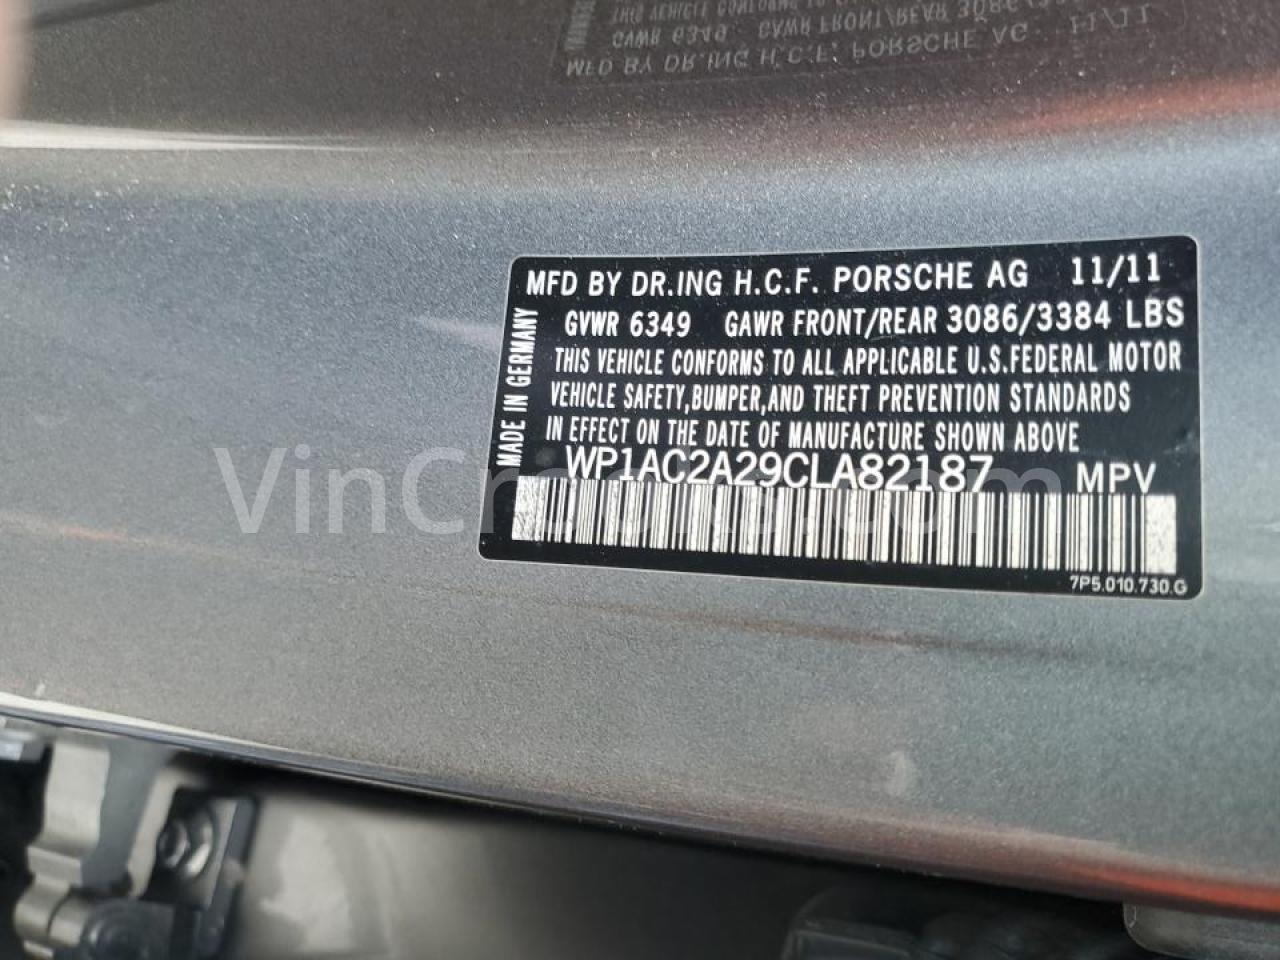 MFD BY DR.ING H.C.F. PORSCHE AG 11/11
GVWR 6349 GAWR FRONT/REAR 3086/3384 LBS
THIS VEHICLE CONFORMS TO ALL APPLICABLE U.S.FEDERAL MOTOR
VEHICLE SAFETY,BUMPER,AND THEFT PREVENTION STANDARDS
IN EFFECT ON THE DATE OF MANUFACTURE SHOWN ABOVE
WP1AC2A29CLA82187 MPV
7P5.010.730.G
MADE IN GERMANY
VinCracks.com